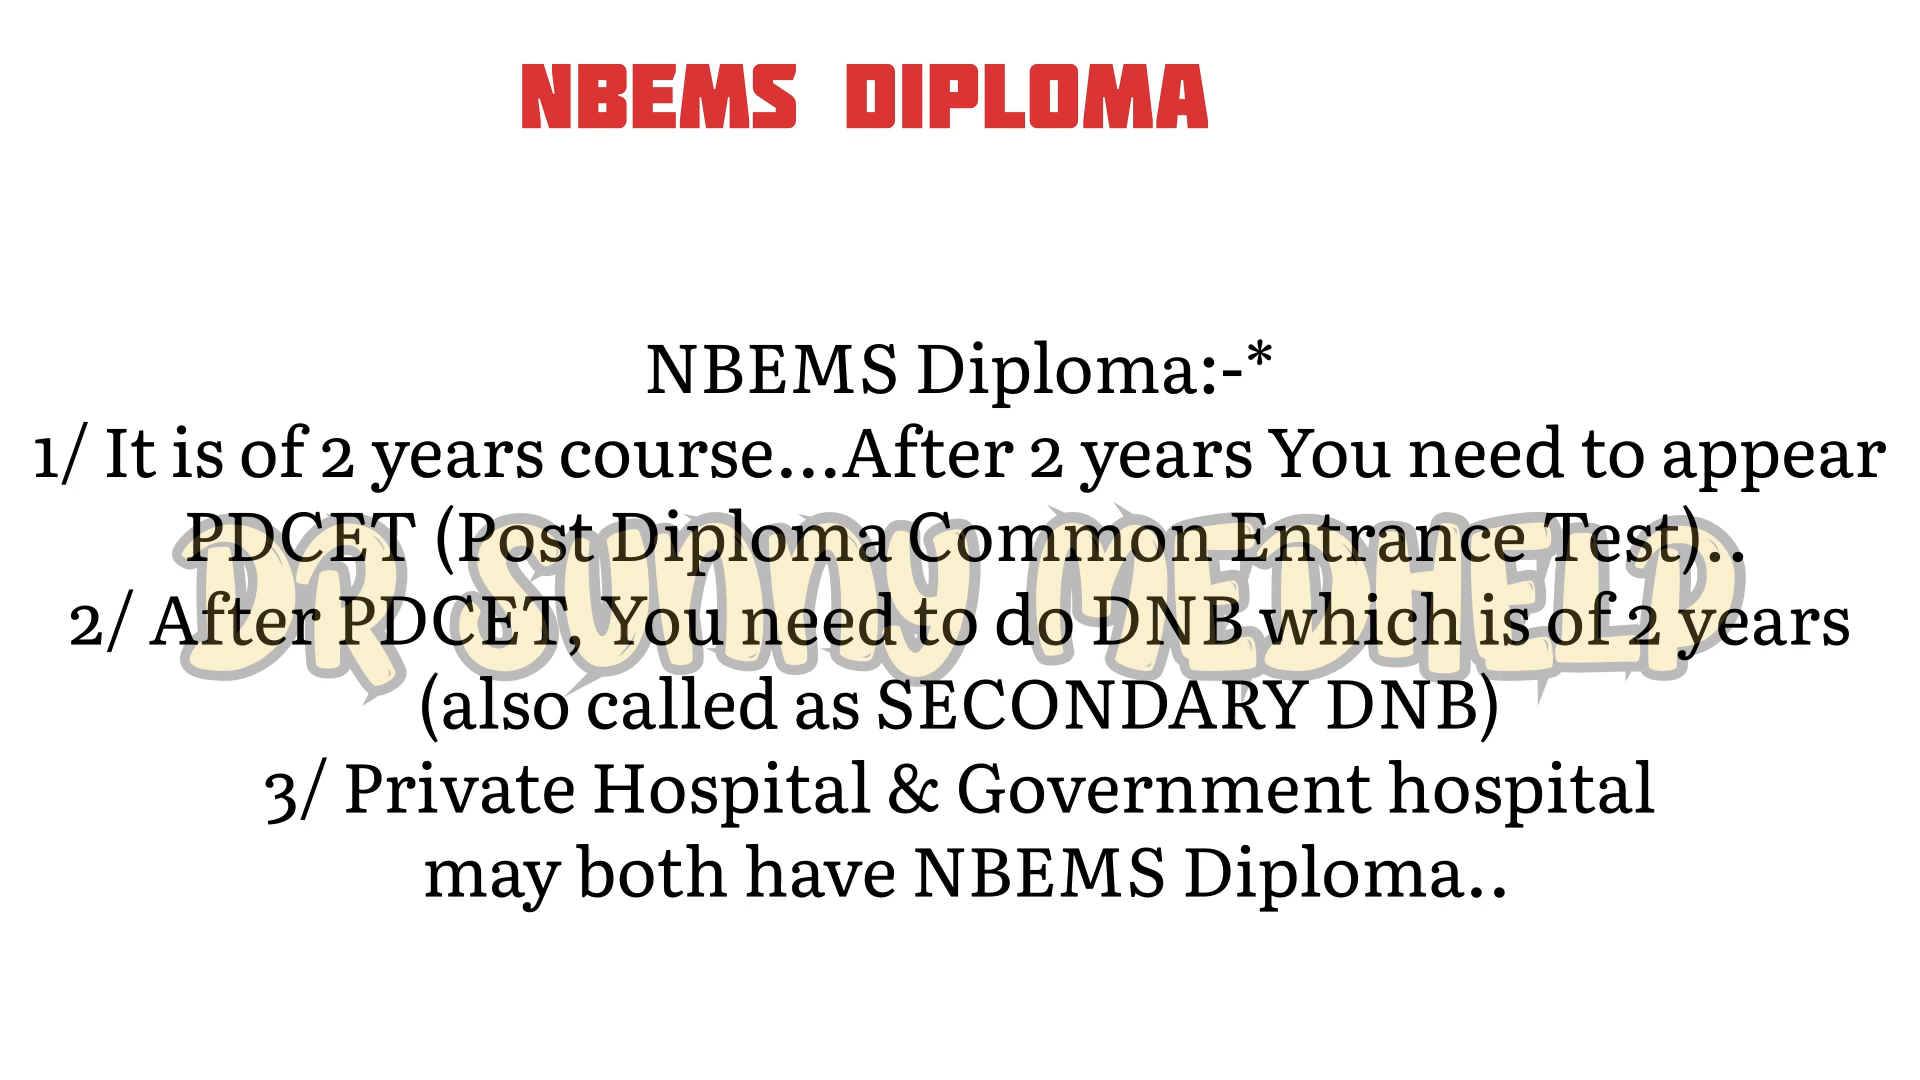 NBEMS DIPLOMA
NBEMS Diploma:-*
1/ It is of 2 years course...After 2 years You need to appear
PDCET (Post Diploma Common Entrance Test)..
DR SUNNY MEDHELP
2/ After PDCET, You need to do DNB which is of 2 years
(also called as SECONDARY DNB)
3/ Private Hospital & Government hospital
may both have NBEMS Diploma..